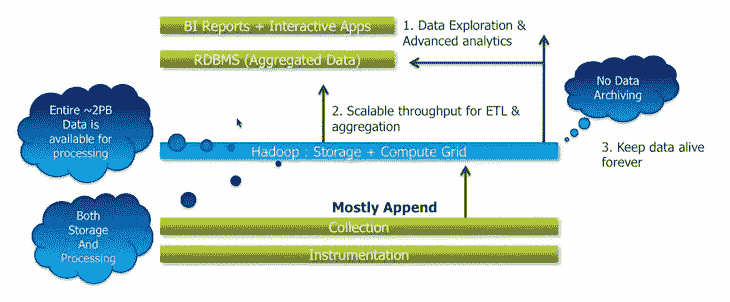 BI Reports + Interactive Apps
1. Data Exploration &
Advanced analytics
RDBMS (Aggregated Data)
No Data
Archiving
Entire ~2PB
Data is
available for
processing
2. Scalable throughput for ETL &
aggregation
Hadoop : Storage + Compute Grid
3. Keep data alive
forever
Both
Storage
And
Processing
Mostly Append
Collection
Instrumentation